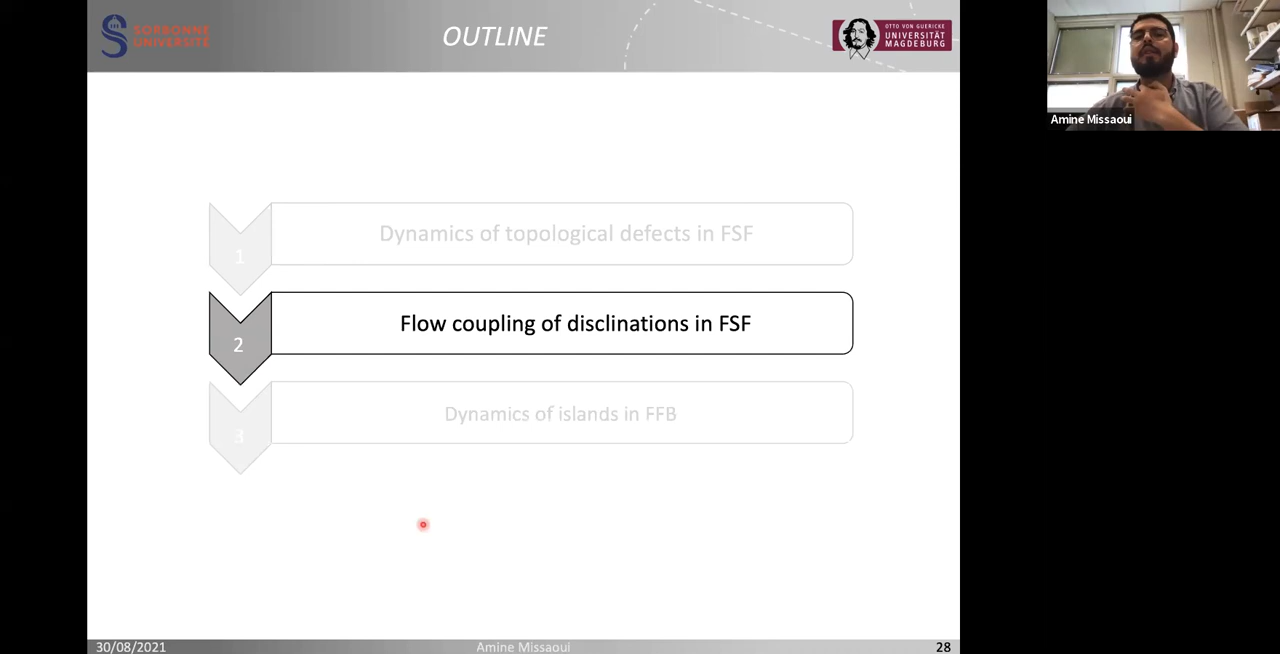 SORBONNE
UNIVERSITÉ
OUTLINE
OTTO VON GUERICKE
UNIVERSITÄT
MAGDEBURG
Amine Missaoui
1
Dynamics of topological defects in FSF
2
Flow coupling of disclinations in FSF
3
Dynamics of islands in FFB
30/08/2021
Amine Missaoui
28